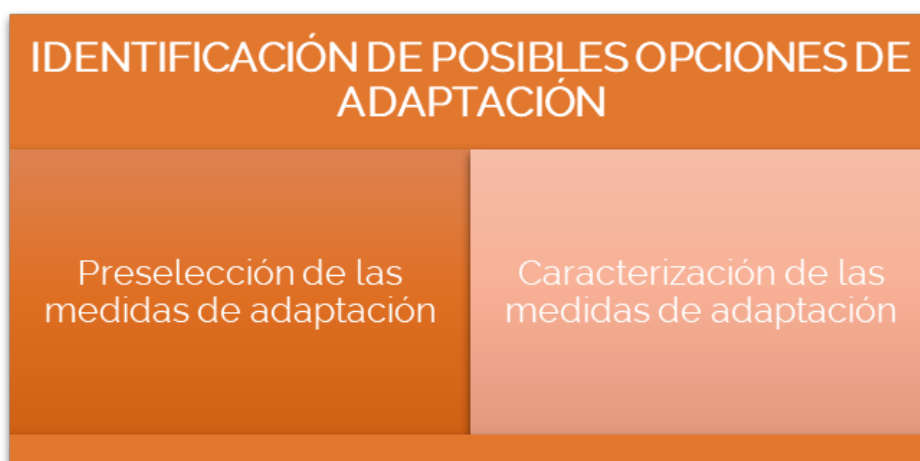 IDENTIFICACIÓN DE POSIBLES OPCIONES DE
ADAPTACIÓN
Preselección de las
medidas de adaptación
Caracterización de las
medidas de adaptación